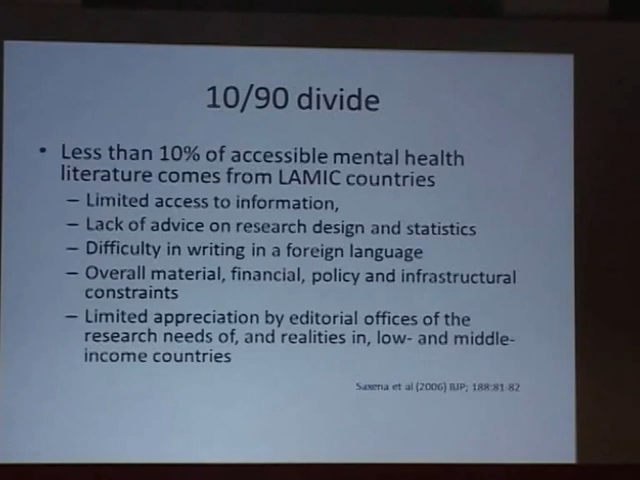 10/90 divide
• Less than 10% of accessible mental health
literature comes from LAMIC countries
– Limited access to information,
– Lack of advice on research design and statistics
– Difficulty in writing in a foreign language
– Overall material, financial, policy and infrastructural
constraints
– Limited appreciation by editorial offices of the
research needs of, and realities in, low- and middle-
income countries
Saxena et al (2006) BJP; 188:81-82